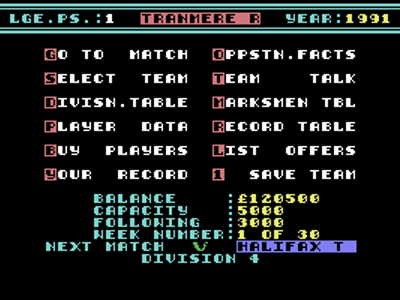 LGE.PS.:1 TRANMERE R YEAR:1991
GO TO MATCH OPPSTN.FACTS
SELECT TEAM TEAM TALK
DIVISN.TABLE MARKSMEN TBL
PLAYER DATA RECORD TABLE
BUY PLAYERS LIST OFFERS
YOUR RECORD 1 SAVE TEAM
BALANCE :£120500
CAPACITY :5000
FOLLOWING :3000
WEEK NUMBER:1 OF 30
NEXT MATCH V HALIFAX T
DIVISION 4